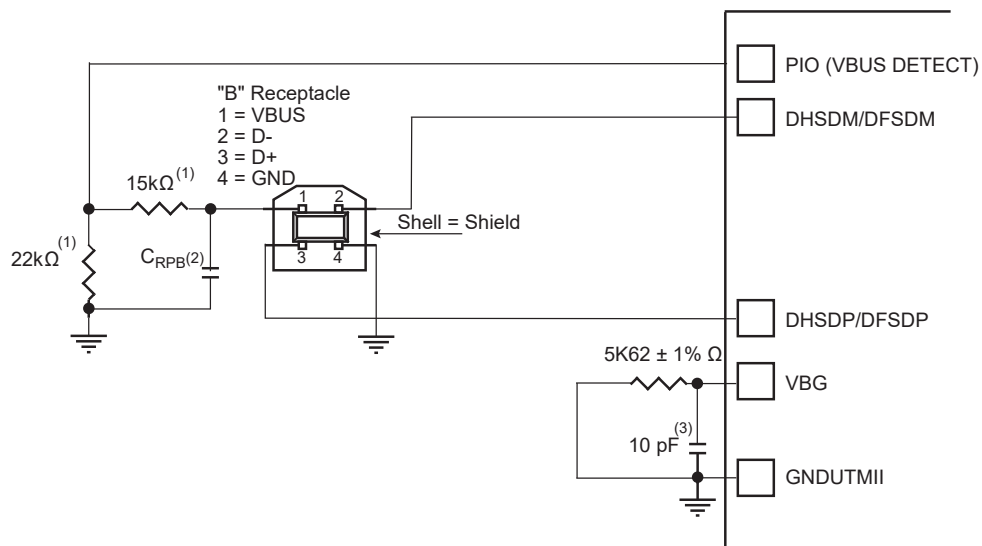 PIO (VBUS DETECT)
"B" Receptacle
1 = VBUS
2 = D-
3 = D+
4 = GND
DHSDM/DFSDM
15kΩ(1)
1 2
Shell = Shield
22kΩ(1)
CRPB(2)
3 4
DHSDP/DFSDP
5K62 ± 1% Ω
VBG
10 pF(3)
GNDUTMII